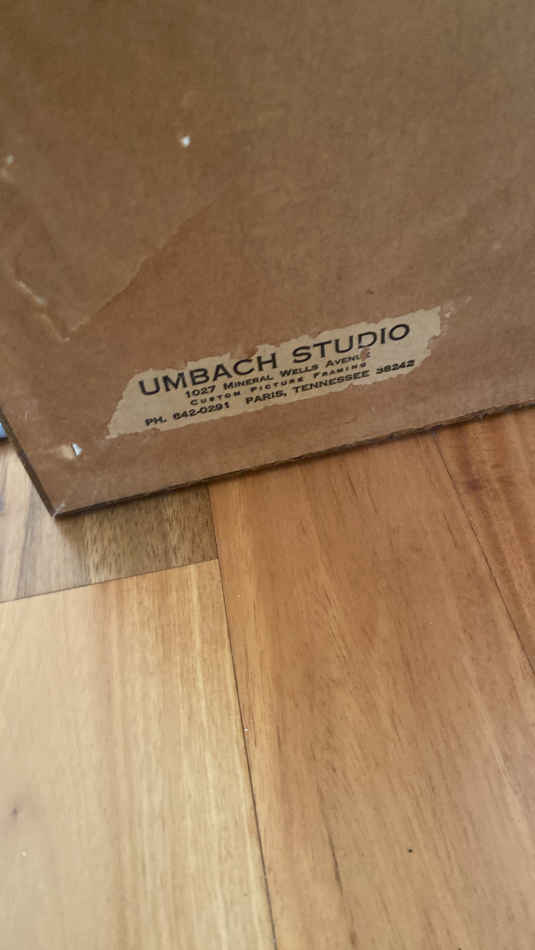 UMBACH STUDIO
1027 MINERAL WELLS AVENUE
CUSTOM PICTURE FRAMING
PH. 642-0291 PARIS, TENNESSEE 38242